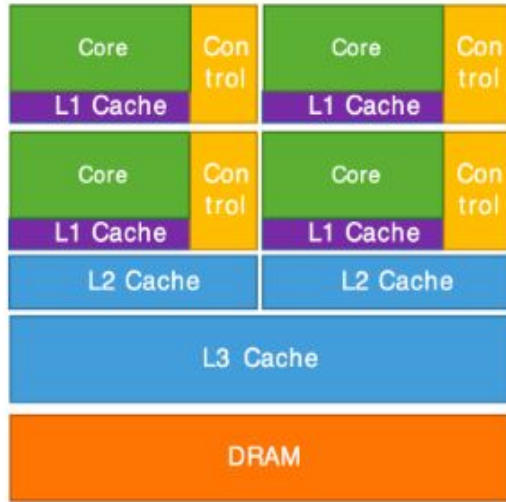 Core
Con
trol
L1 Cache
Core
Con
trol
L1 Cache
Core
Con
trol
L1 Cache
Core
Con
trol
L1 Cache
L2 Cache
L2 Cache
L3 Cache
DRAM